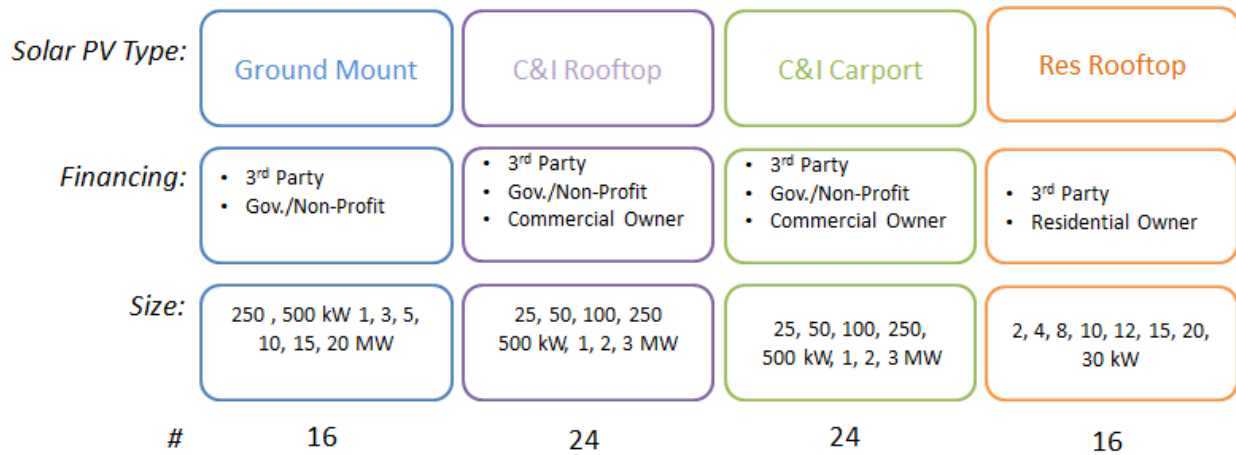 Solar PV Type:
Ground Mount
C&I Rooftop
C&I Carport
Res Rooftop
Financing:
• 3rd Party
• Gov./Non-Profit
• 3rd Party
• Gov./Non-Profit
• Commercial Owner
• 3rd Party
• Gov./Non-Profit
• Commercial Owner
• 3rd Party
• Residential Owner
Size:
250 , 500 kW 1, 3, 5,
10, 15, 20 MW
25, 50, 100, 250
500 kW, 1, 2, 3 MW
25, 50, 100, 250,
500 kW, 1, 2, 3 MW
2, 4, 8, 10, 12, 15, 20,
30 kW
#
16
24
24
16